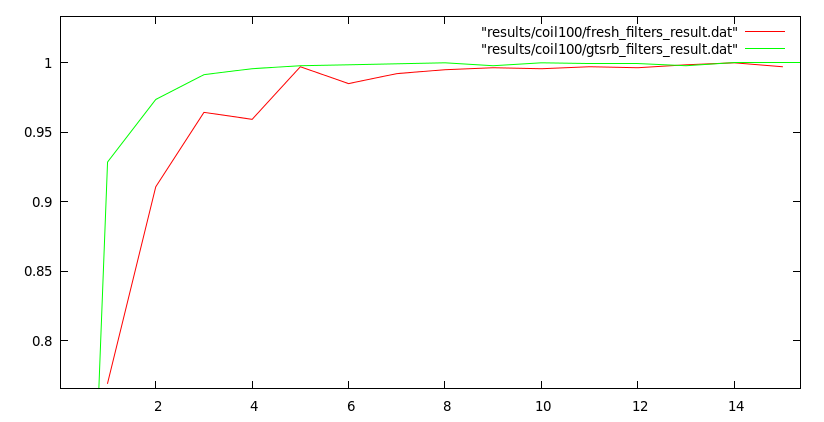 "results/coil100/fresh_filters_result.dat"
"results/coil100/gtsrb_filters_result.dat"
1
0.95
0.9
0.85
0.8
2 4 6 8 10 12 14